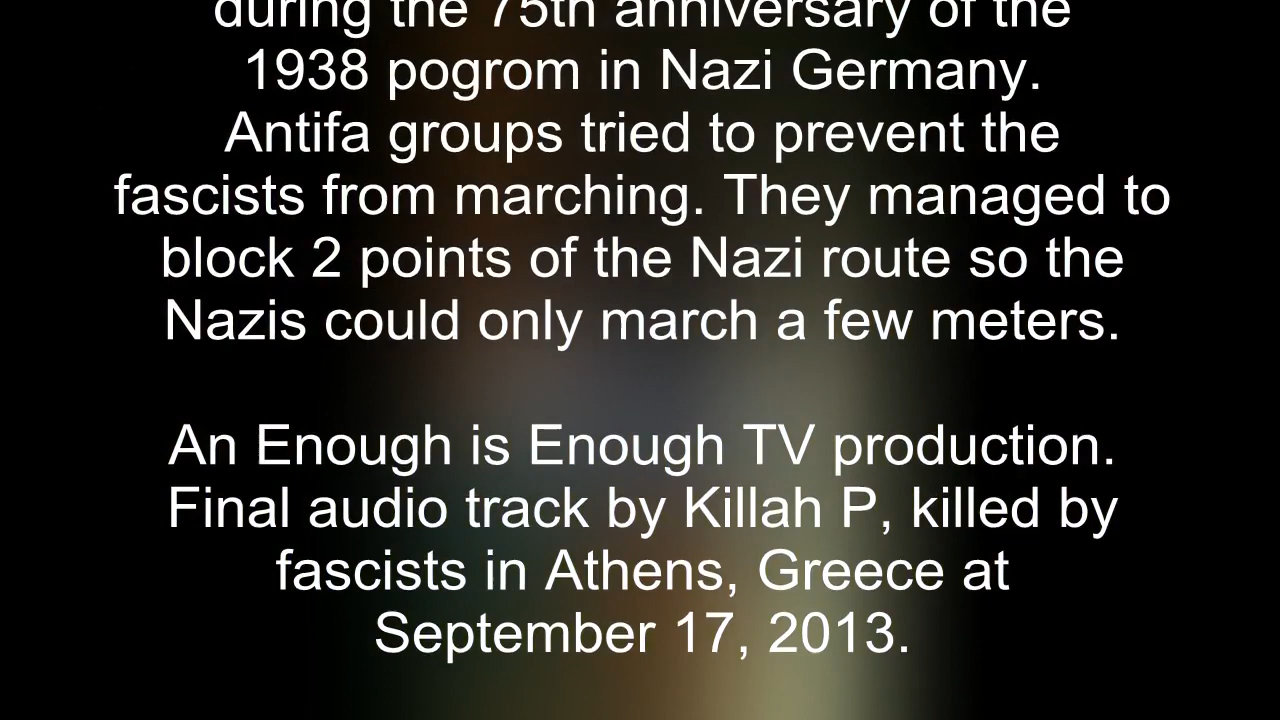 during the 75th anniversary of the
1938 pogrom in Nazi Germany.
Antifa groups tried to prevent the
fascists from marching. They managed to
block 2 points of the Nazi route so the
Nazis could only march a few meters.
An Enough is Enough TV production.
Final audio track by Killah P, killed by
fascists in Athens, Greece at
September 17, 2013.